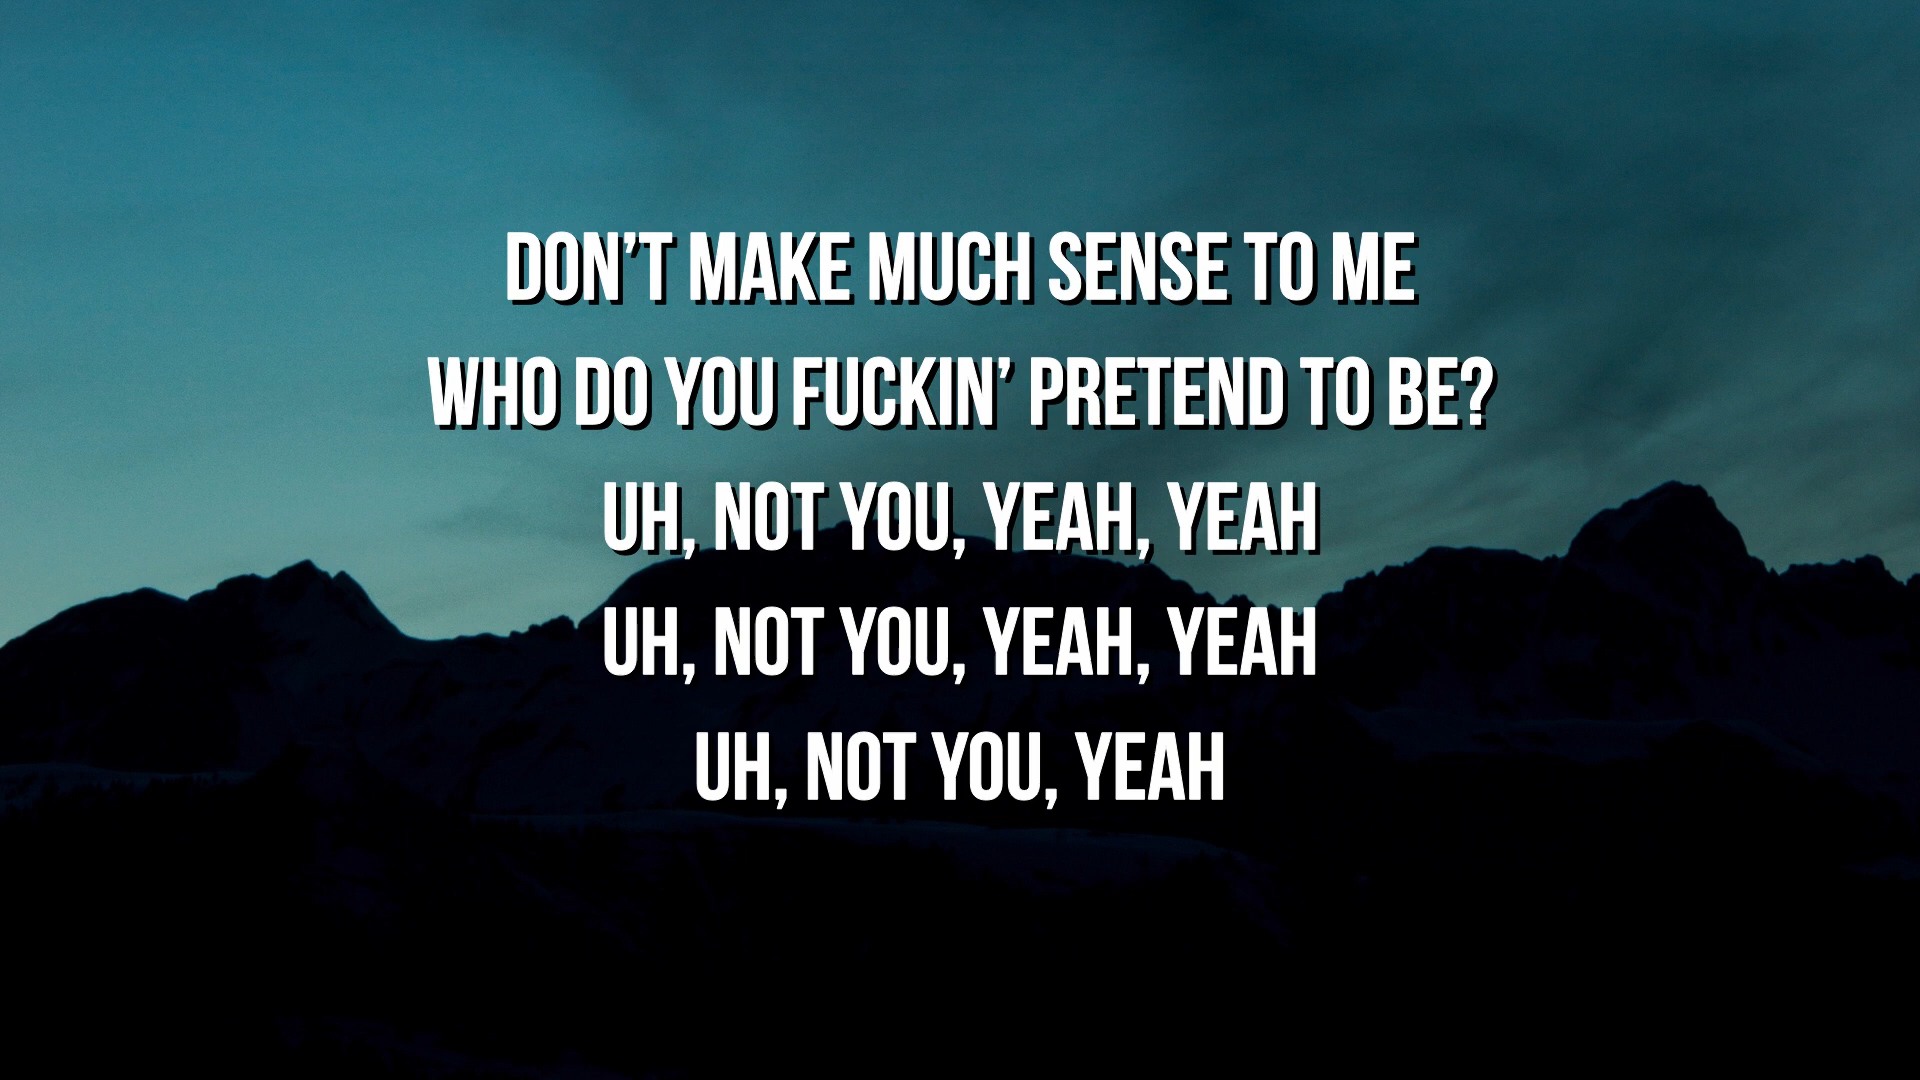 DON’T MAKE MUCH SENSE TO ME
WHO DO YOU FUCKIN’ PRETEND TO BE?
UH, NOT YOU, YEAH, YEAH
UH, NOT YOU, YEAH, YEAH
UH, NOT YOU, YEAH